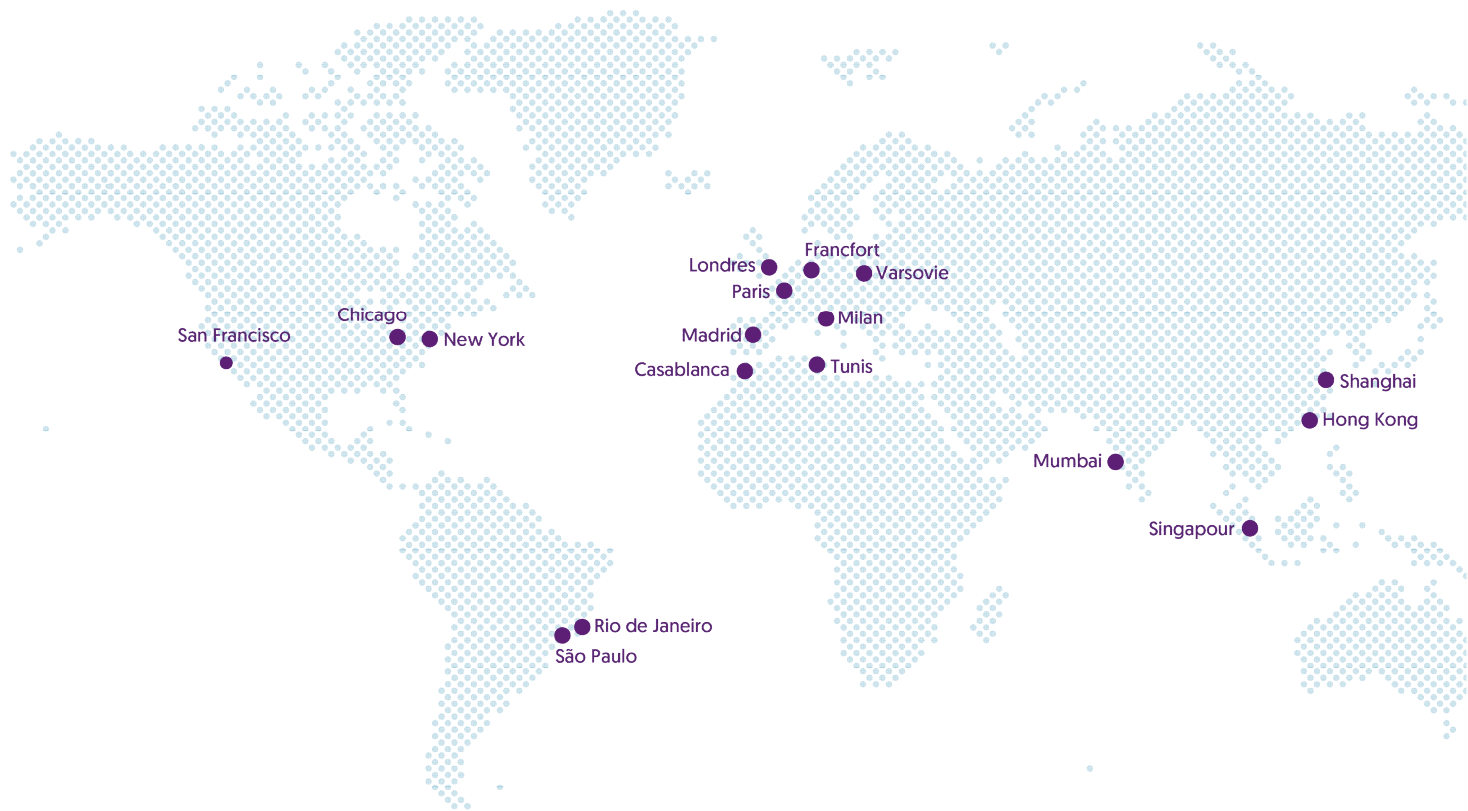 Francfort
Londres
Varsovie
Paris
Chicago
Milan
San Francisco
New York
Madrid
Casablanca
Tunis
Shanghai
Hong Kong
Mumbai
Singapour
Rio de Janeiro
São Paulo